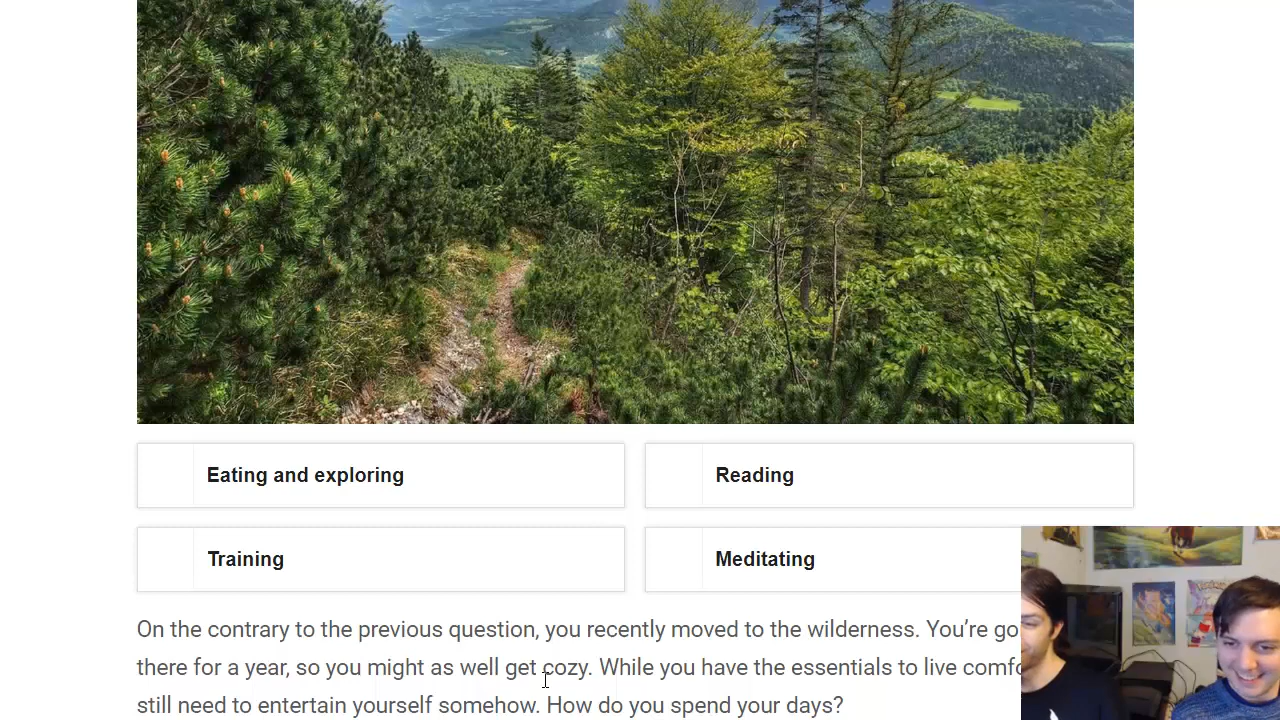 Eating and exploring
Reading
Training
Meditating
On the contrary to the previous question, you recently moved to the wilderness. You’re go
there for a year, so you might as well get cozy. While you have the essentials to live comfo
still need to entertain yourself somehow. How do you spend your days?